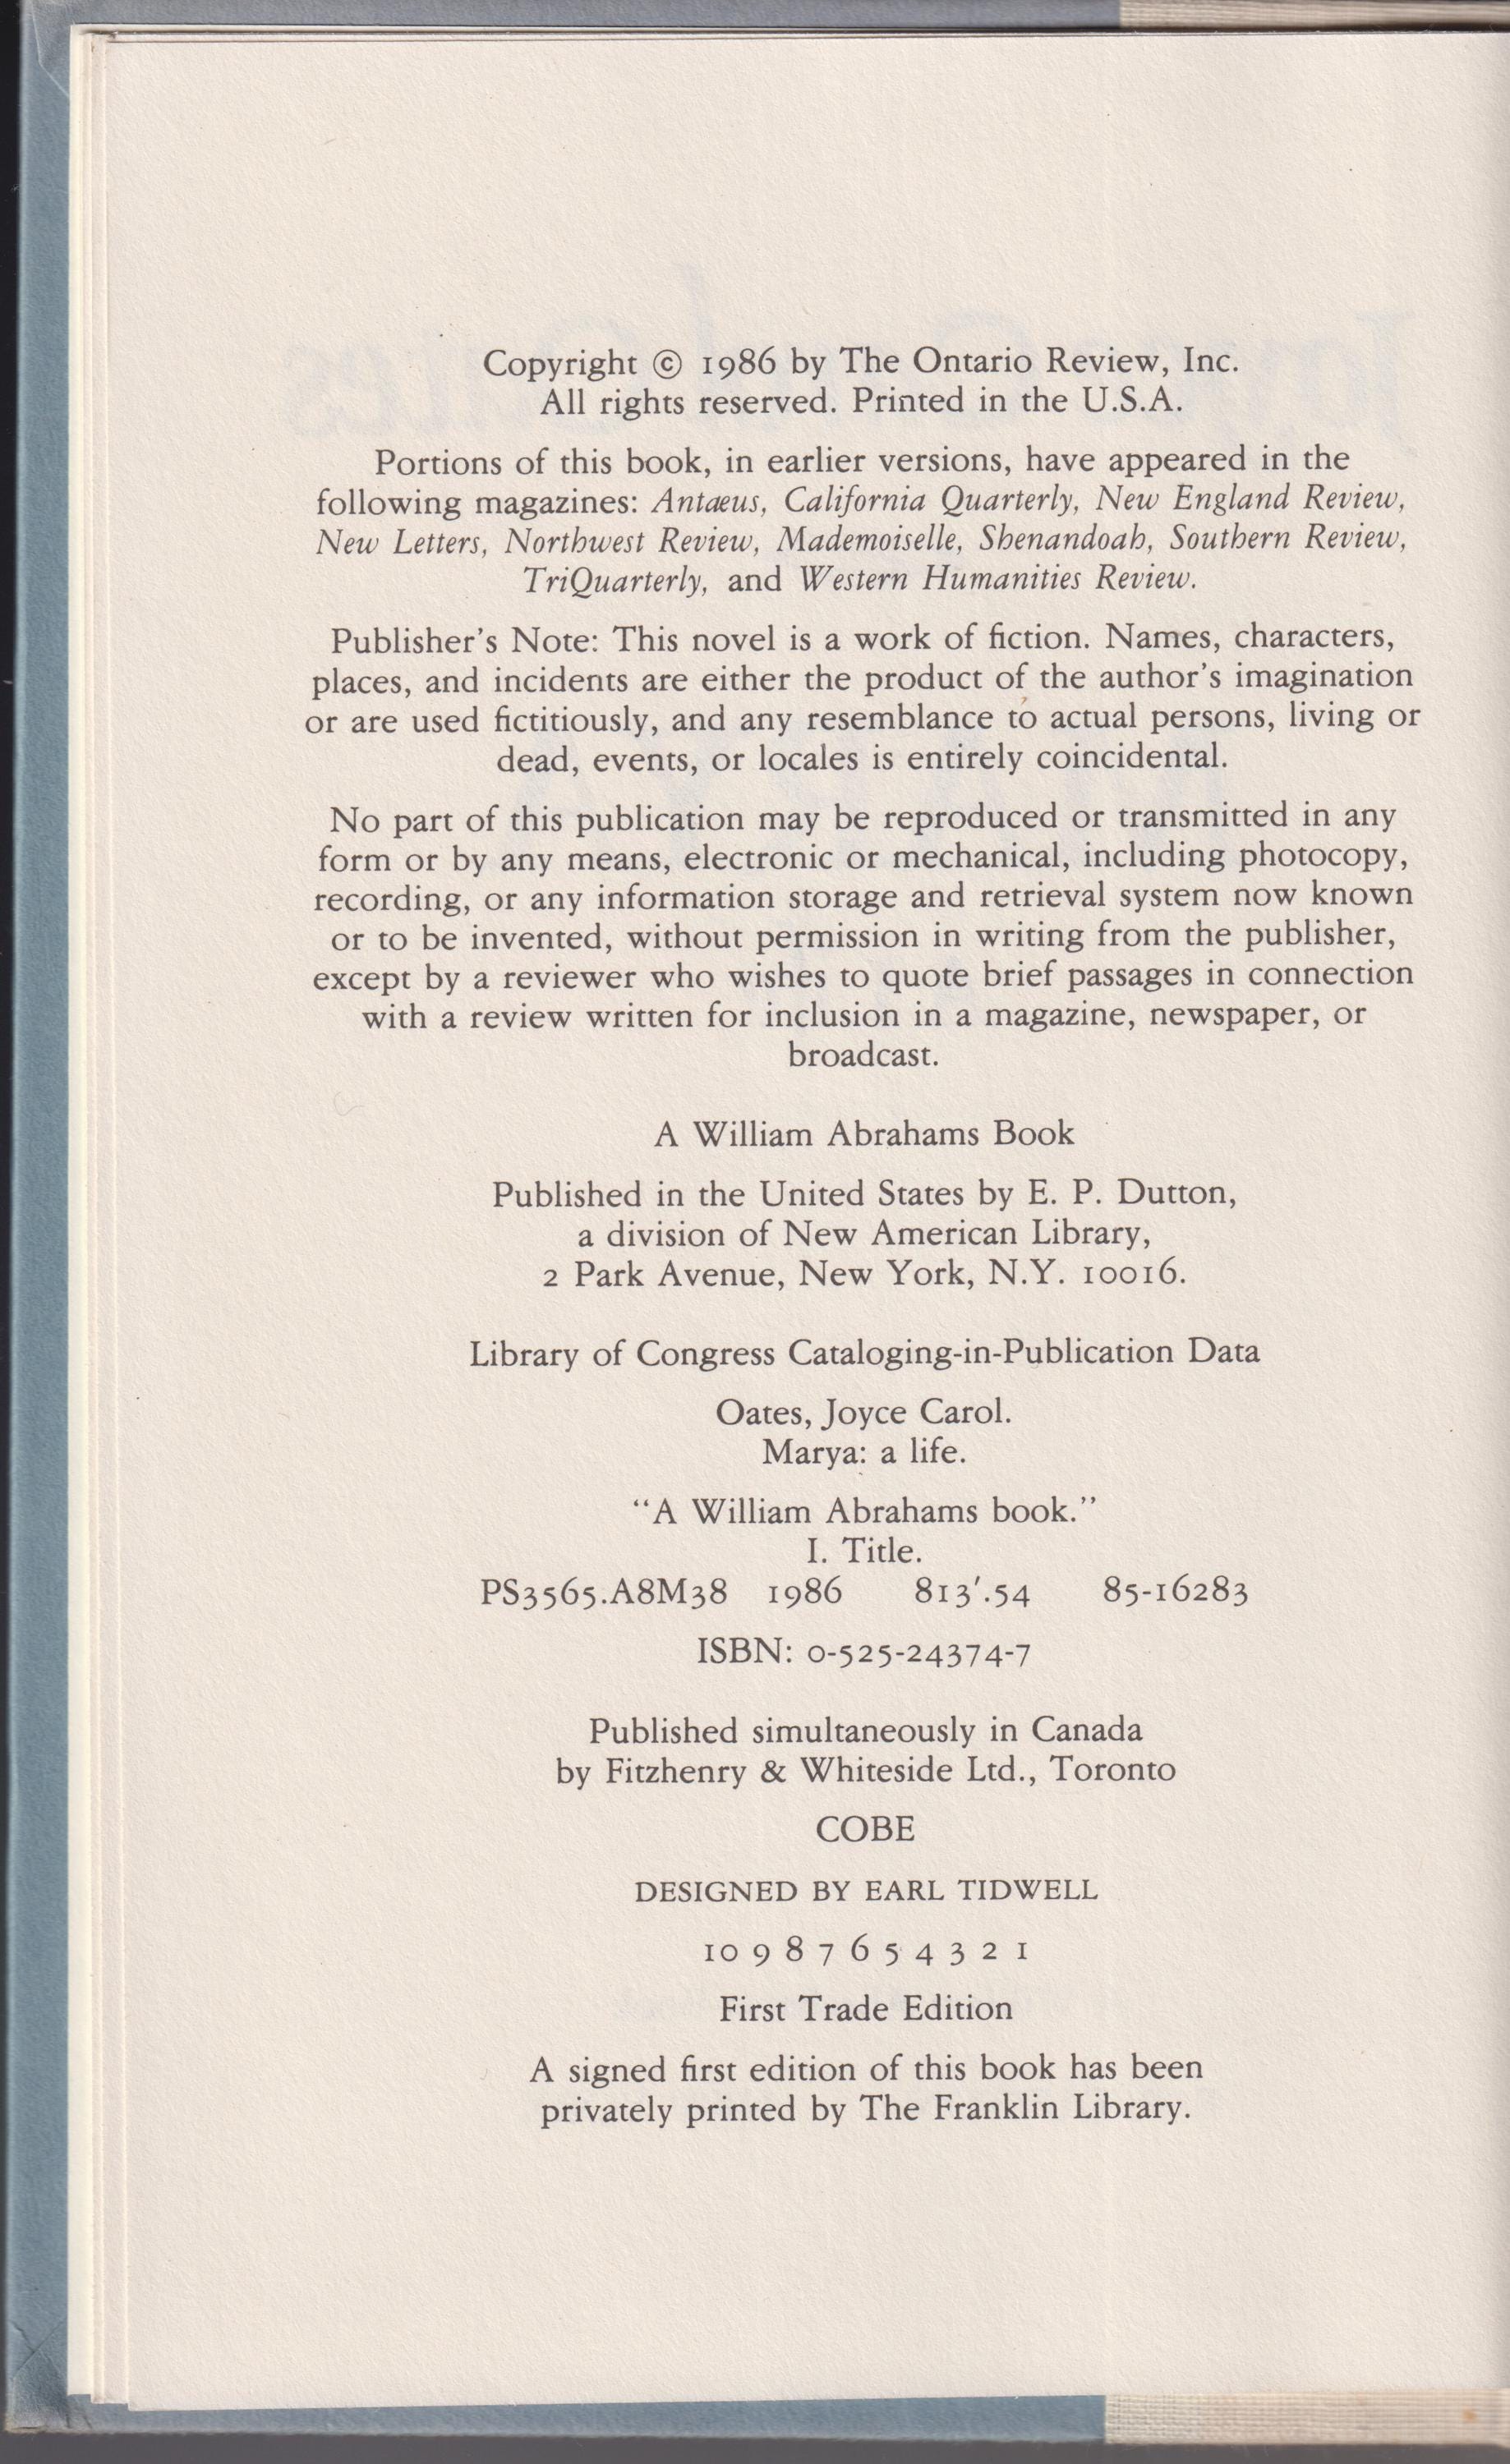 Copyright © 1986 by The Ontario Review, Inc.
All rights reserved. Printed in the U.S.A.
Portions of this book, in earlier versions, have appeared in the
following magazines: Antæus, California Quarterly, New England Review,
New Letters, Northwest Review, Mademoiselle, Shenandoah, Southern Review,
TriQuarterly, and Western Humanities Review.
Publisher's Note: This novel is a work of fiction. Names, characters,
places, and incidents are either the product of the author's imagination
or are used fictitiously, and any resemblance to actual persons, living or
dead, events, or locales is entirely coincidental.
No part of this publication may be reproduced or transmitted in any
form or by any means, electronic or mechanical, including photocopy,
recording, or any information storage and retrieval system now known
or to be invented, without permission in writing from the publisher,
except by a reviewer who wishes to quote brief passages in connection
with a review written for inclusion in a magazine, newspaper, or
broadcast.
A William Abrahams Book
Published in the United States by E. P. Dutton,
a division of New American Library,
2 Park Avenue, New York, N.Y. 10016.
Library of Congress Cataloging-in-Publication Data
Oates, Joyce Carol.
Marya: a life.
"A William Abrahams book."
I. Title.
PS3565.A8M38 1986 813′.54 85-16283
ISBN: 0-525-24374-7
Published simultaneously in Canada
by Fitzhenry & Whiteside Ltd., Toronto
COBE
DESIGNED BY EARL TIDWELL
10 9 8 7 6 5 4 3 2 1
First Trade Edition
A signed first edition of this book has been
privately printed by The Franklin Library.